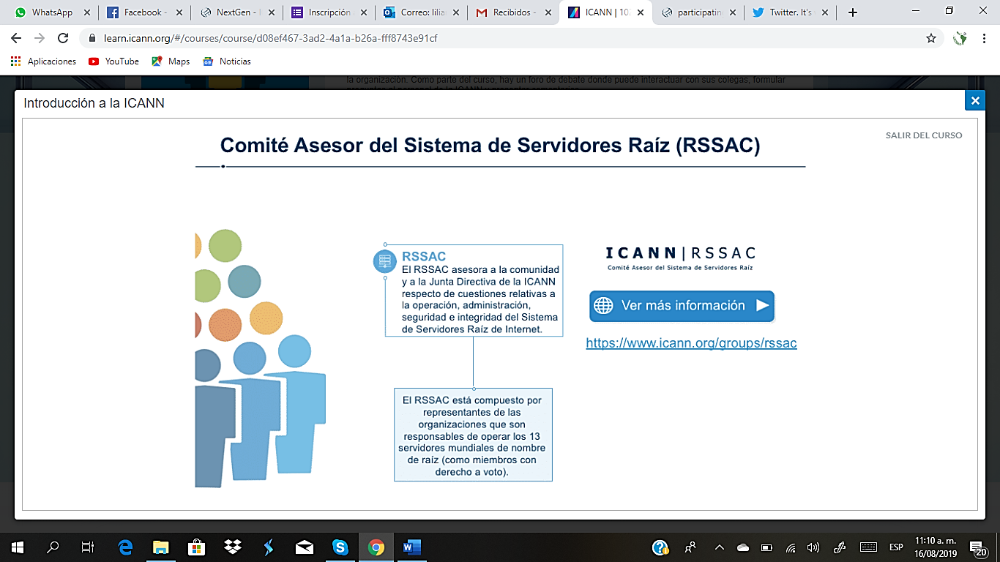 WhatsApp
Facebook -
NextGen -
Inscripción
Correo: lilia
Recibidos -
ICANN | 102
participating
Twitter. It's
learn.icann.org/#/courses/course/d08ef467-3ad2-4a1a-b26a-fff8743e91cf
Aplicaciones
YouTube
Maps
Noticias
la organización. Como parte del curso, hay un foro de debate donde puede interactuar con sus colegas, formular
Introducción a la ICANN
SALIR DEL CURSO
Comité Asesor del Sistema de Servidores Raíz (RSSAC)
RSSAC
El RSSAC asesora a la comunidad
y a la Junta Directiva de la ICANN
respecto de cuestiones relativas a
la operación, administración,
seguridad e integridad del Sistema
de Servidores Raíz de Internet.
El RSSAC está compuesto por
representantes de las
organizaciones que son
responsables de operar los 13
servidores mundiales de nombre
de raíz (como miembros con
derecho a voto).
ICANN|RSSAC
Comité Asesor del Sistema de Servidores Raíz
Ver más información
https://www.icann.org/groups/rssac
ESP
11:10 a. m.
16/08/2019
20